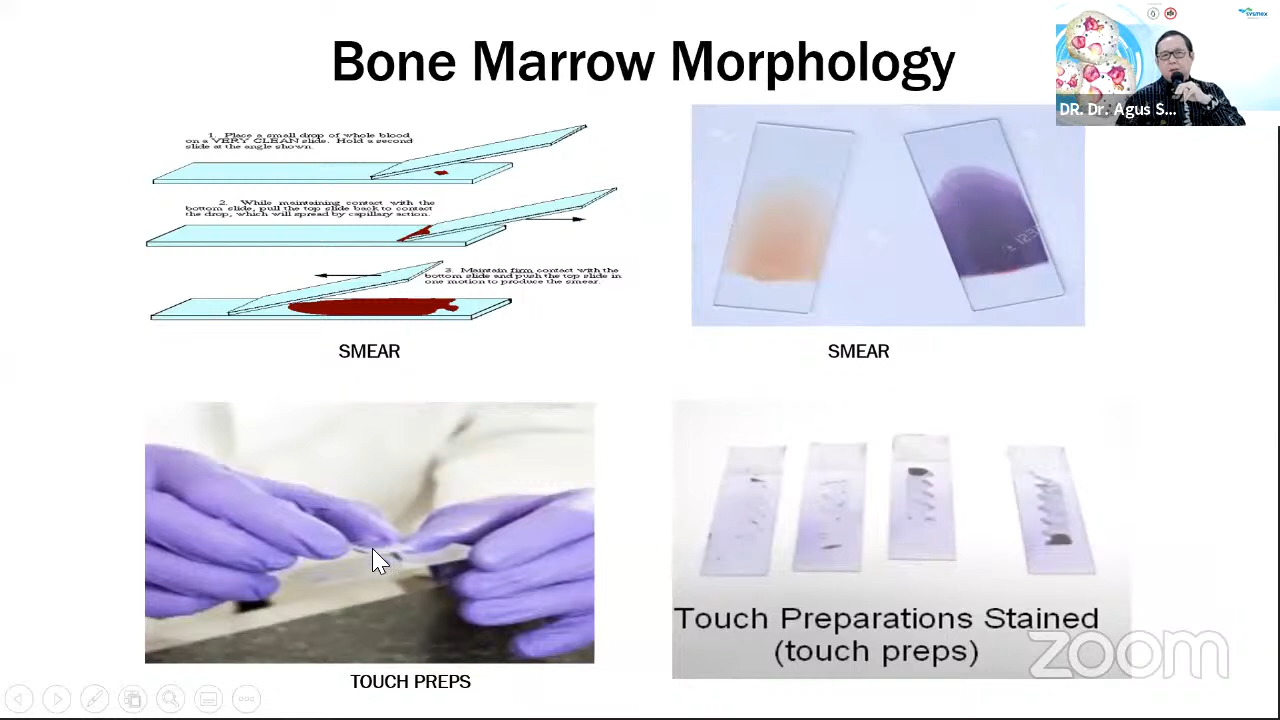 Bone Marrow Morphology
sysmex
DR. Dr. Agus S...
1. Place a small drop of whole blood
on a VERY CLEAN slide. Hold a second
slide at the angle shown.
2. While maintaining contact with the
bottom slide, pull the top slide back to contact
the drop, which will spread by capillary action.
3. Maintain firm contact with the
bottom slide and push the top slide in
one motion to produce the smear.
SMEAR
SMEAR
TOUCH PREPS
Touch Preparations Stained
(touch preps)
zoom